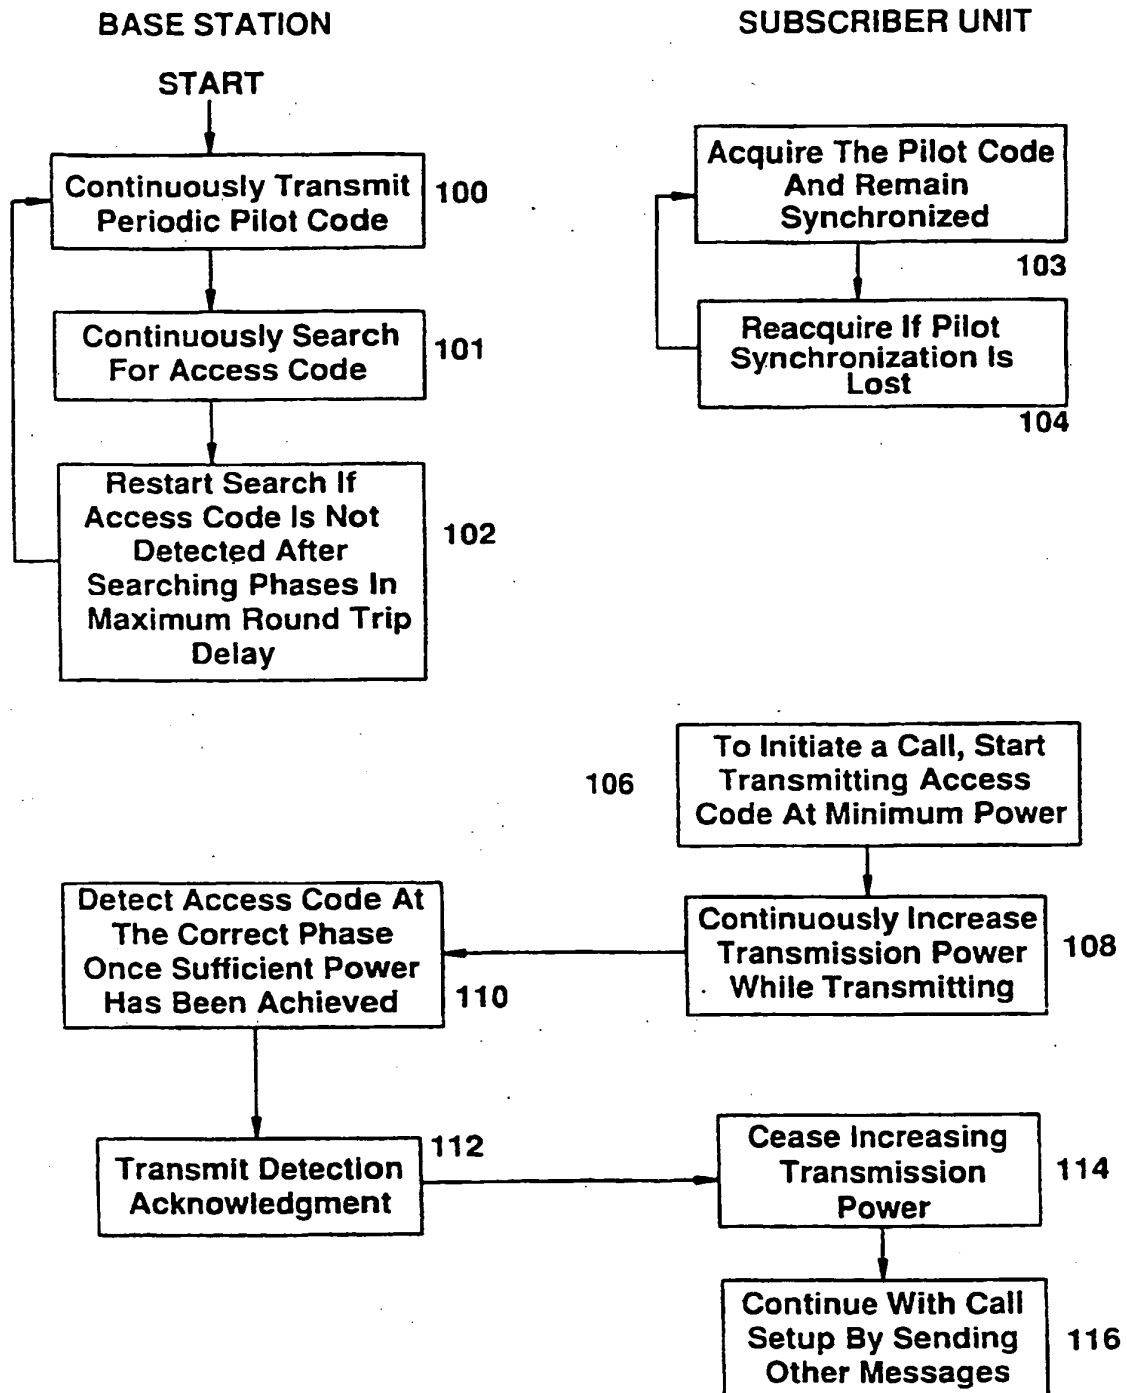 BASE STATION
SUBSCRIBER UNIT
START
Continuously Transmit
Periodic Pilot Code
100
Continuously Search
For Access Code
101
Restart Search If
Access Code Is Not
Detected After
Searching Phases In
Maximum Round Trip
Delay
102
Acquire The Pilot Code
And Remain
Synchronized
103
Reacquire If Pilot
Synchronization Is
Lost
104
To Initiate a Call, Start
Transmitting Access
Code At Minimum Power
106
Continuously Increase
Transmission Power
While Transmitting
108
Detect Access Code At
The Correct Phase
Once Sufficient Power
Has Been Achieved
110
Transmit Detection
Acknowledgment
112
Cease Increasing
Transmission
Power
114
Continue With Call
Setup By Sending
Other Messages
116